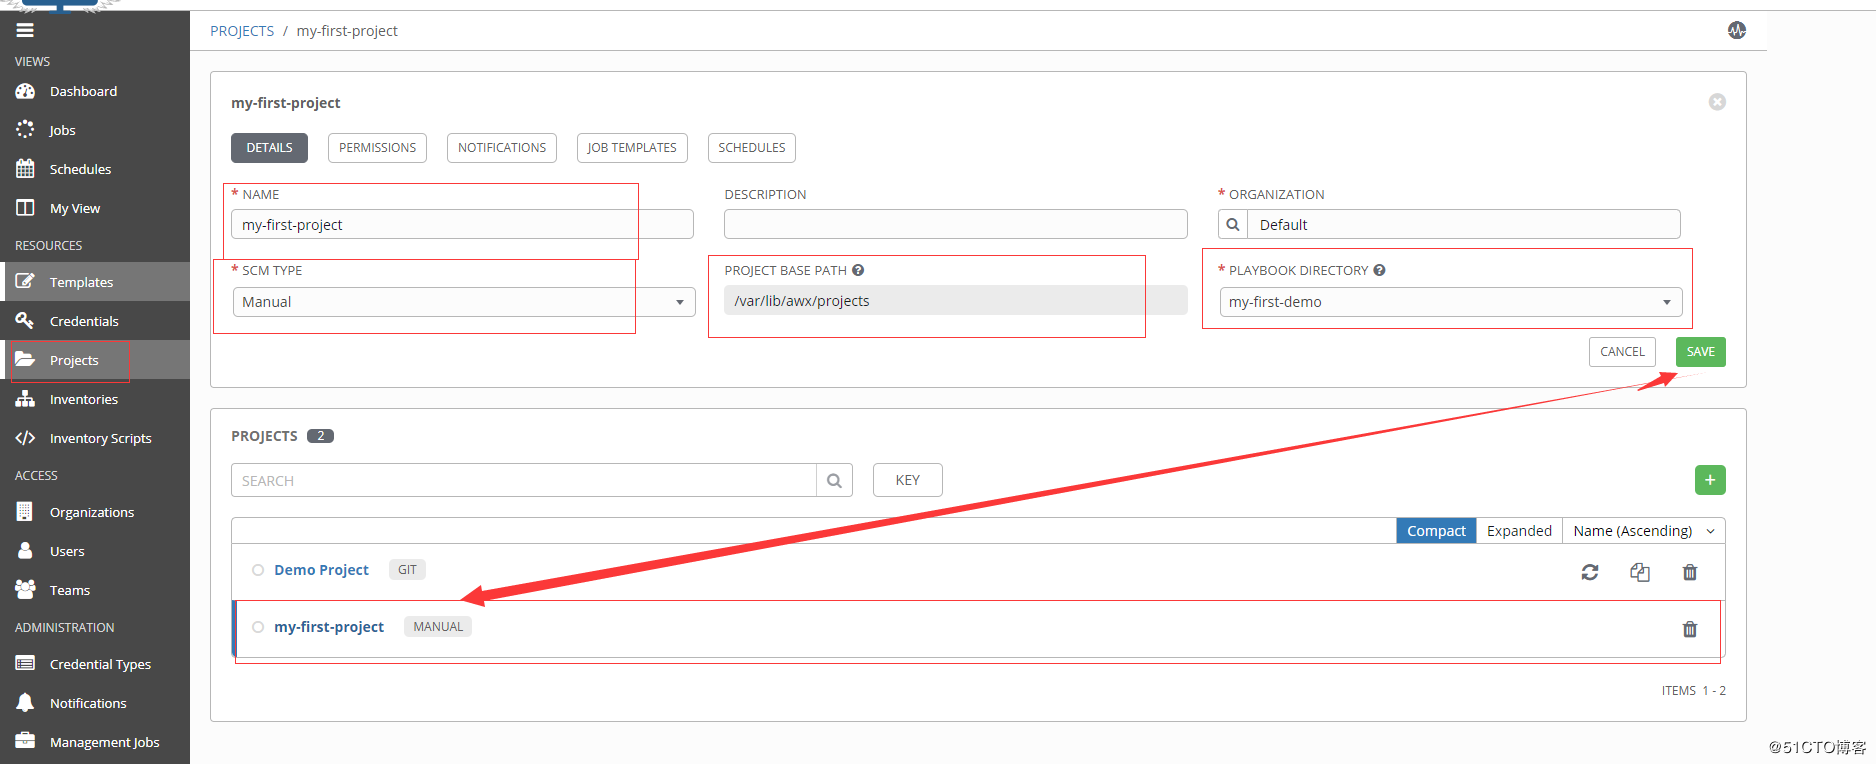 PROJECTS / my-first-project
VIEWS
Dashboard
Jobs
Schedules
My View
RESOURCES
Templates
Credentials
Projects
Inventories
Inventory Scripts
ACCESS
Organizations
Users
Teams
ADMINISTRATION
Credential Types
Notifications
Management Jobs
my-first-project
DETAILS PERMISSIONS NOTIFICATIONS JOB TEMPLATES SCHEDULES
* NAME DESCRIPTION * ORGANIZATION
my-first-project Default
* SCM TYPE PROJECT BASE PATH ? * PLAYBOOK DIRECTORY ?
Manual /var/lib/awx/projects my-first-demo
CANCEL SAVE
PROJECTS 2
SEARCH KEY +
Compact Expanded Name (Ascending)
Demo Project GIT
my-first-project MANUAL
ITEMS 1 - 2
@51CTO博客